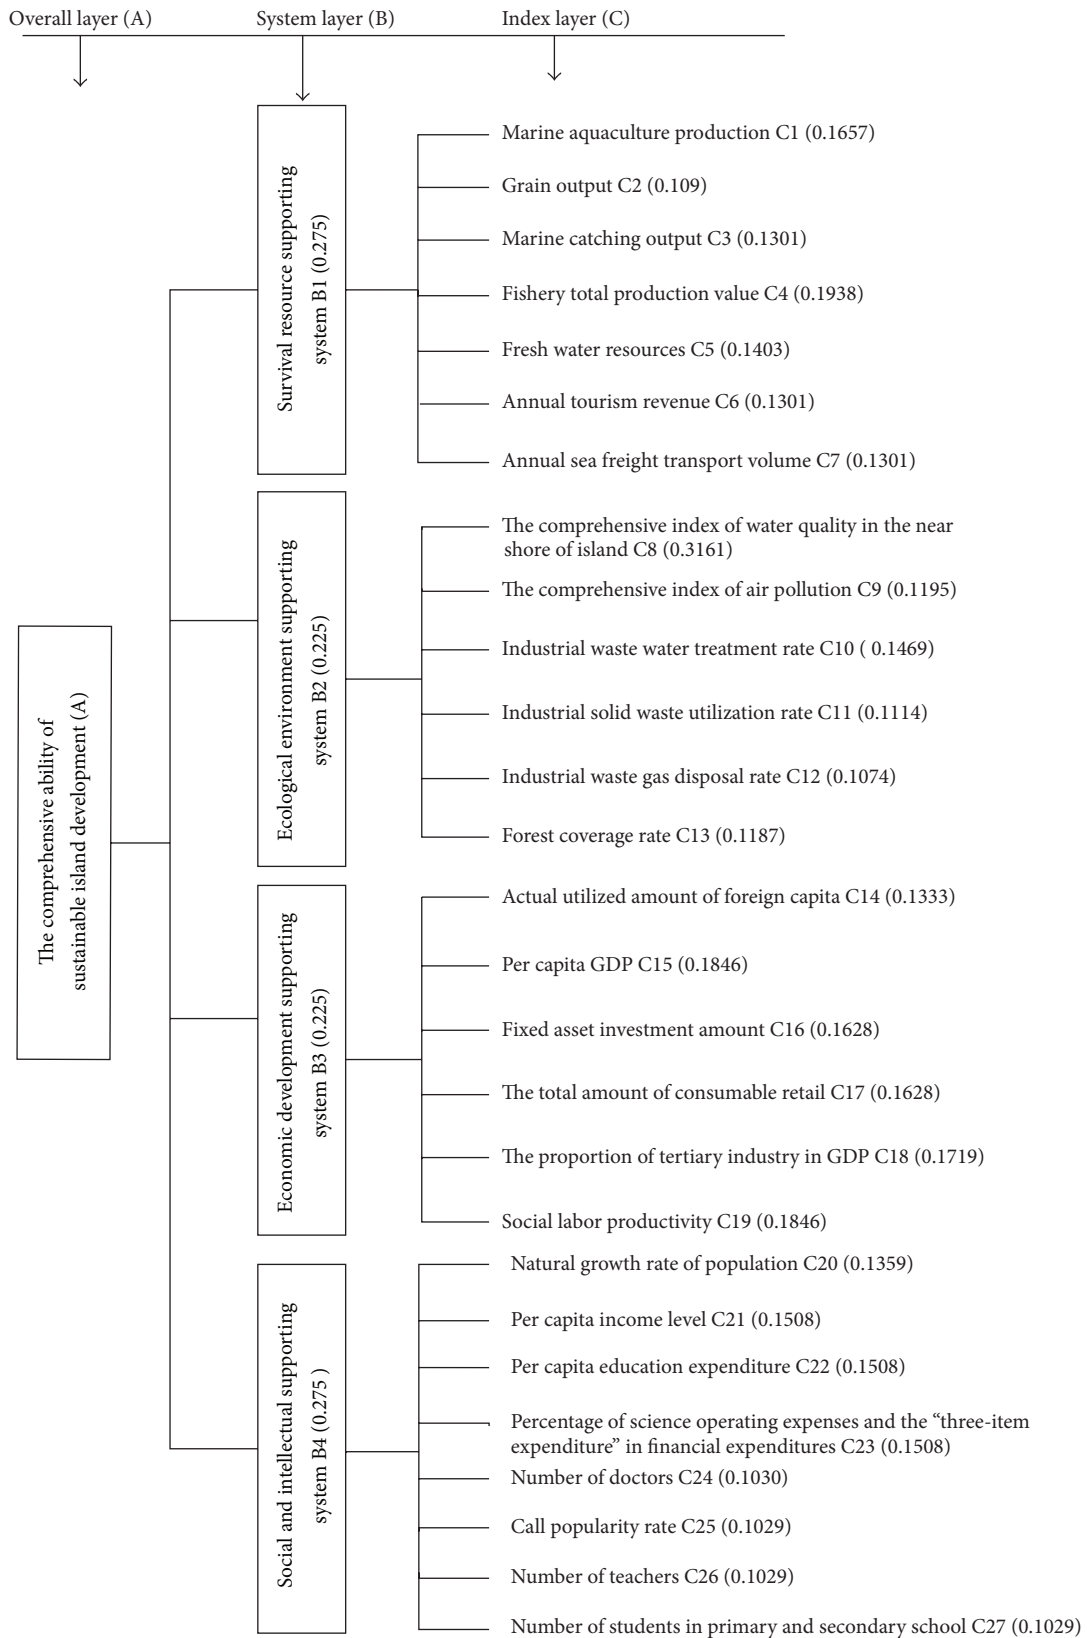 Overall layer (A)
System layer (B)
Index layer (C)
The comprehensive ability of
sustainable island development (A)
Survival resource supporting
system B1 (0.275)
Marine aquaculture production C1 (0.1657)
Grain output C2 (0.109)
Marine catching output C3 (0.1301)
Fishery total production value C4 (0.1938)
Fresh water resources C5 (0.1403)
Annual tourism revenue C6 (0.1301)
Annual sea freight transport volume C7 (0.1301)
Ecological environment supporting
system B2 (0.225)
The comprehensive index of water quality in the near
shore of island C8 (0.3161)
The comprehensive index of air pollution C9 (0.1195)
Industrial waste water treatment rate C10 ( 0.1469)
Industrial solid waste utilization rate C11 (0.1114)
Industrial waste gas disposal rate C12 (0.1074)
Forest coverage rate C13 (0.1187)
Economic development supporting
system B3 (0.225)
Actual utilized amount of foreign capita C14 (0.1333)
Per capita GDP C15 (0.1846)
Fixed asset investment amount C16 (0.1628)
The total amount of consumable retail C17 (0.1628)
The proportion of tertiary industry in GDP C18 (0.1719)
Social labor productivity C19 (0.1846)
Social and intellectual supporting
system B4 (0.275 )
Natural growth rate of population C20 (0.1359)
Per capita income level C21 (0.1508)
Per capita education expenditure C22 (0.1508)
Percentage of science operating expenses and the “three-item
expenditure” in financial expenditures C23 (0.1508)
Number of doctors C24 (0.1030)
Call popularity rate C25 (0.1029)
Number of teachers C26 (0.1029)
Number of students in primary and secondary school C27 (0.1029)